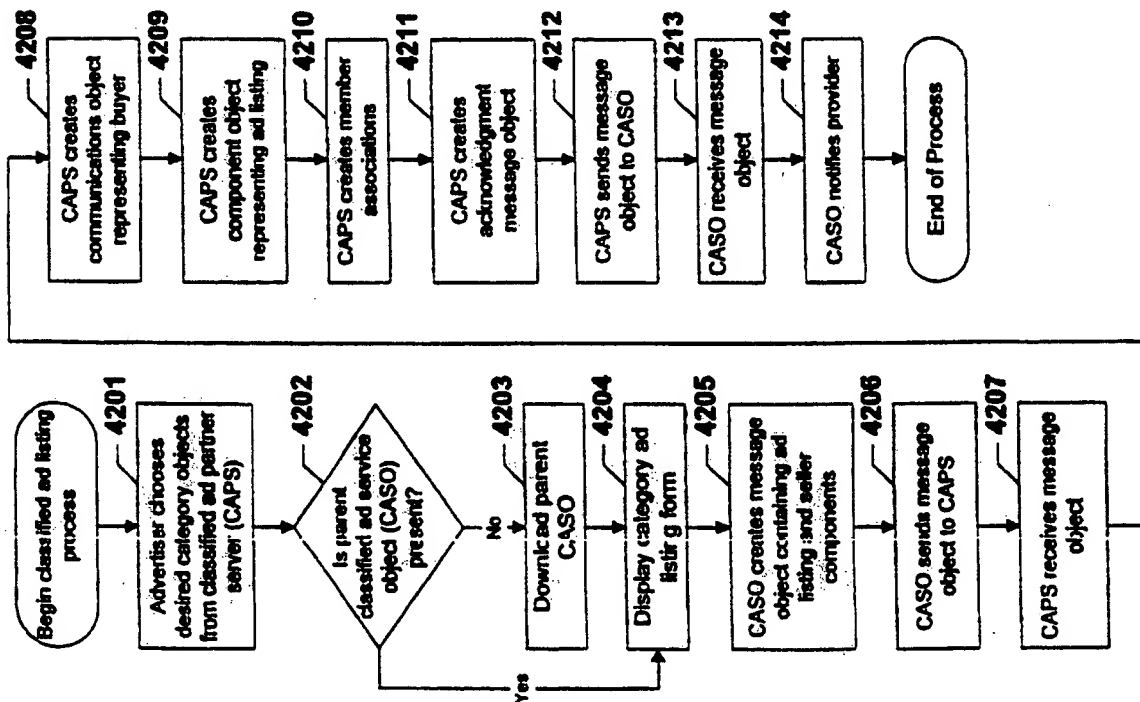 Begin classified ad listing
process
4201
Advertiser chooses
desired category objects
from classified ad partner
server (CAPS)
4202
Is parent
classified ad service
object (CASO)
present?
No
Yes
4203
Download parent
CASO
4204
Display category ad
listing form
4205
CASO creates message
object containing ad
listing and seller
components
4206
CASO sends message
object to CAPS
4207
CAPS receives message
object
4208
CAPS creates
communications object
representing buyer
4209
CAPS creates
component object
representing ad listing
4210
CAPS creates member
associations
4211
CAPS creates
acknowledgment
message object
4212
CAPS sends message
object to CASO
4213
CASO receives message
object
4214
CASO notifies provider
End of Process